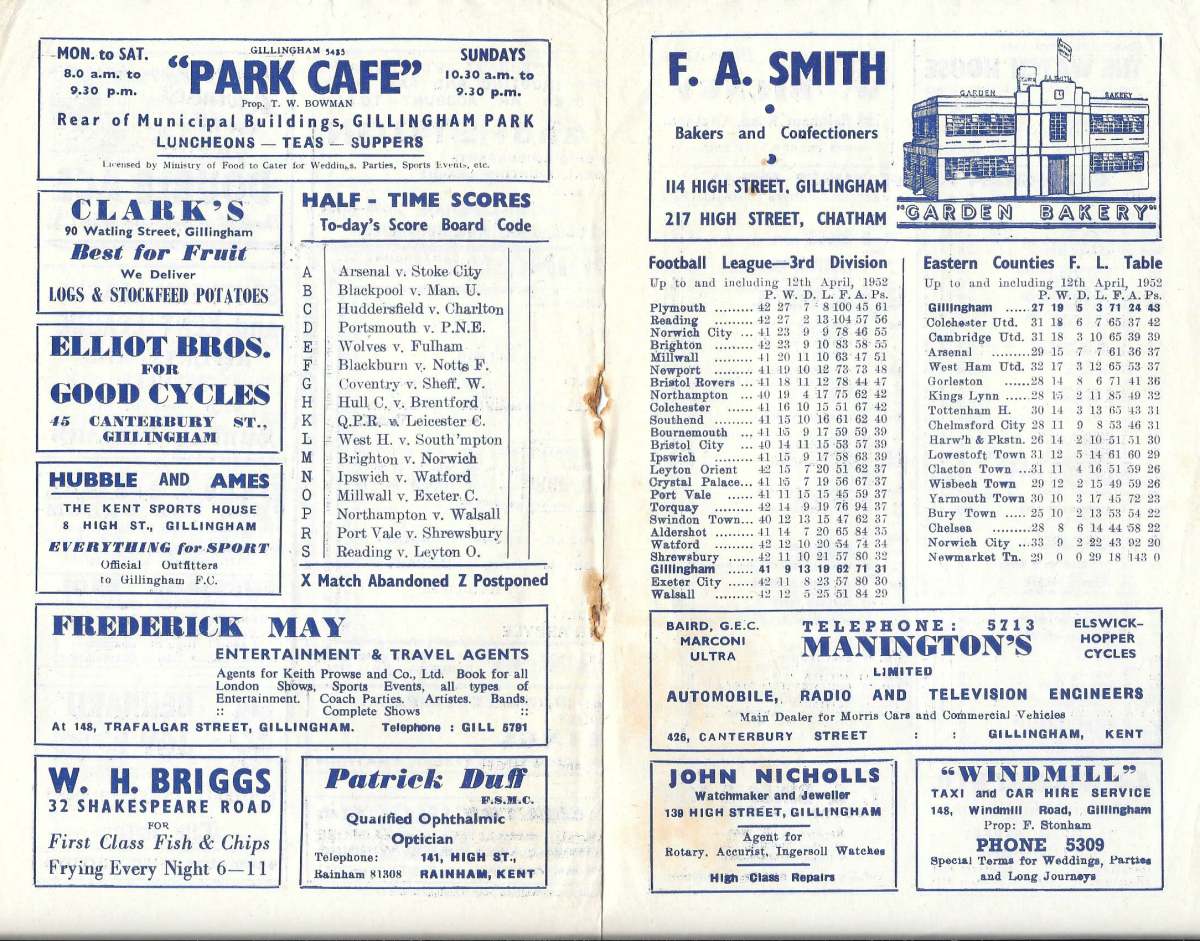 MON. to SAT.
8.0 a.m. to
9.30 p.m.
GILLINGHAM 5485
"PARK CAFE"
Prop. T. W. BOWMAN
SUNDAYS
10.30 a.m. to
9.30 p.m.
Rear of Municipal Buildings, GILLINGHAM PARK
LUNCHEONS — TEAS — SUPPERS
Licensed by Ministry of Food to Cater for Weddings, Parties, Sports Events, etc.
CLARK'S
90 Watling Street, Gillingham
Best for Fruit
We Deliver
LOGS & STOCKFEED POTATOES
ELLIOT BROS.
FOR
GOOD CYCLES
45 CANTERBURY ST.,
GILLINGHAM
HUBBLE AND AMES
THE KENT SPORTS HOUSE
8 HIGH ST., GILLINGHAM
EVERYTHING for SPORT
Official Outfitters
to Gillingham F.C.
HALF - TIME SCORES
To-day's Score Board Code
A Arsenal v. Stoke City
B Blackpool v. Man. U.
C Huddersfield v. Charlton
D Portsmouth v. P.N.E.
E Wolves v. Fulham
F Blackburn v. Notts F.
G Coventry v. Sheff. W.
H Hull C. v. Brentford
K Q.P.R. v. Leicester C.
L West H. v. South'mpton
M Brighton v. Norwich
N Ipswich v. Watford
O Millwall v. Exeter C.
P Northampton v. Walsall
R Port Vale v. Shrewsbury
S Reading v. Leyton O.
X Match Abandoned Z Postponed
FREDERICK MAY
ENTERTAINMENT & TRAVEL AGENTS
Agents for Keith Prowse and Co., Ltd. Book for all
London Shows, Sports Events, all types of
Entertainment. Coach Parties. Artistes. Bands.
:: Complete Shows ::
At 148, TRAFALGAR STREET, GILLINGHAM. Telephone : GILL 5791
W. H. BRIGGS
32 SHAKESPEARE ROAD
FOR
First Class Fish & Chips
Frying Every Night 6—11
Patrick Duff
F.S.M.C.
Qualified Ophthalmic
Optician
Telephone: 141, HIGH ST.,
Rainham 81308 RAINHAM, KENT
F. A. SMITH
Bakers and Confectioners
114 HIGH STREET, GILLINGHAM
217 HIGH STREET, CHATHAM
F.A. SMITH
GARDEN BAKERY
"GARDEN BAKERY"
Football League—3rd Division
Up to and including 12th April, 1952
P. W. D. L. F. A. Ps.
Plymouth ......... 42 27 7 8 100 45 61
Reading ......... 42 27 2 13 104 57 56
Norwich City ... 41 23 9 9 78 46 55
Brighton ......... 42 23 9 10 83 58 55
Millwall ......... 41 20 11 10 63 47 51
Newport ......... 41 19 10 12 73 73 48
Bristol Rovers ... 41 18 11 12 78 44 47
Northampton ... 40 19 4 17 75 62 42
Colchester ...... 41 16 10 15 51 67 42
Southend ...... 41 15 10 16 61 62 40
Bournemouth ... 41 15 9 17 59 59 39
Bristol City ... 40 14 11 15 53 57 39
Ipswich ......... 41 15 9 17 58 63 39
Leyton Orient 42 15 7 20 51 62 37
Crystal Palace... 41 15 7 19 56 67 37
Port Vale ...... 41 11 15 15 45 59 37
Torquay ......... 42 14 9 19 76 94 37
Swindon Town... 40 12 13 15 47 62 37
Aldershot ...... 41 14 7 20 65 84 35
Watford ......... 42 12 10 20 54 74 34
Shrewsbury ...... 42 11 10 21 57 80 32
Gillingham ...... 41 9 13 19 62 71 31
Exeter City ...... 42 11 8 23 57 80 30
Walsall ......... 42 12 5 25 51 84 29
Eastern Counties F. L. Table
Up to and including 12th April, 1952
P. W. D. L. F. A. Ps.
Gillingham ...... 27 19 5 3 71 24 43
Colchester Utd. 31 18 6 7 65 37 42
Cambridge Utd. 31 18 3 10 65 39 39
Arsenal ......... 29 15 7 7 61 36 37
West Ham Utd. 32 17 3 12 65 53 37
Gorleston ...... 28 14 8 6 71 41 36
Kings Lynn ...... 28 15 2 11 85 49 32
Tottenham H. 30 14 3 13 65 43 31
Chelmsford City 28 11 9 8 53 46 31
Harw'h & Pkstn. 26 14 2 10 51 51 30
Lowestoft Town 31 12 5 14 61 60 29
Clacton Town ... 31 11 4 16 51 59 26
Wisbech Town 29 12 2 15 49 59 26
Yarmouth Town 30 10 3 17 45 72 23
Bury Town ...... 25 10 2 13 53 54 22
Chelsea ......... 28 8 6 14 44 58 22
Norwich City ... 33 9 2 22 43 92 20
Newmarket Tn. 29 0 0 29 18 143 0
BAIRD, G.E.C.
MARCONI
ULTRA
TELEPHONE: 5713
MANINGTON'S
LIMITED
ELSWICK-
HOPPER
CYCLES
AUTOMOBILE, RADIO AND TELEVISION ENGINEERS
Main Dealer for Morris Cars and Commercial Vehicles
426, CANTERBURY STREET : : GILLINGHAM, KENT
JOHN NICHOLLS
Watchmaker and Jeweller
139 HIGH STREET, GILLINGHAM
Agent for
Rotary. Accurist, Ingersoll Watches
High Class Repairs
"WINDMILL"
TAXI and CAR HIRE SERVICE
148, Windmill Road, Gillingham
Prop: F. Stonham
PHONE 5309
Special Terms for Weddings, Parties
and Long Journeys